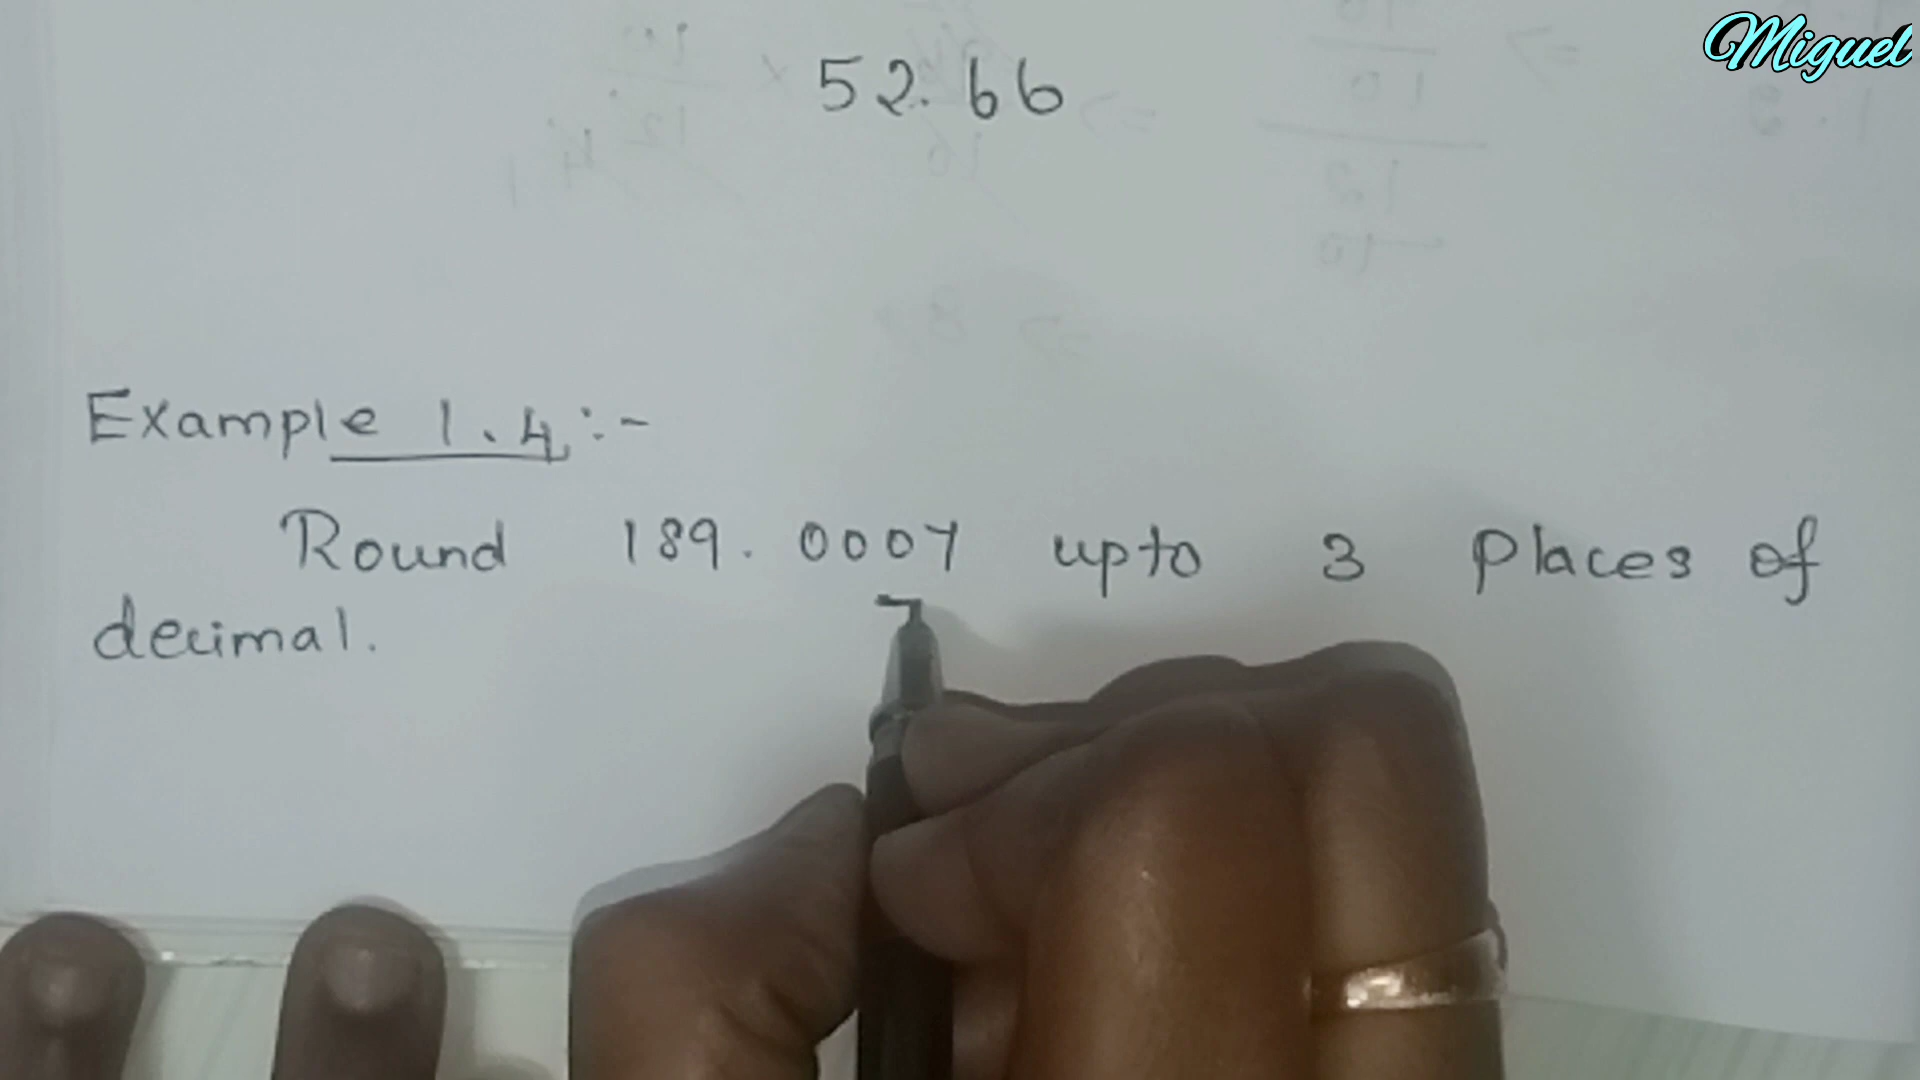 Miguel
52.66
Example 1.4:-
Round 189.0007 upto 3 Places of
decimal.